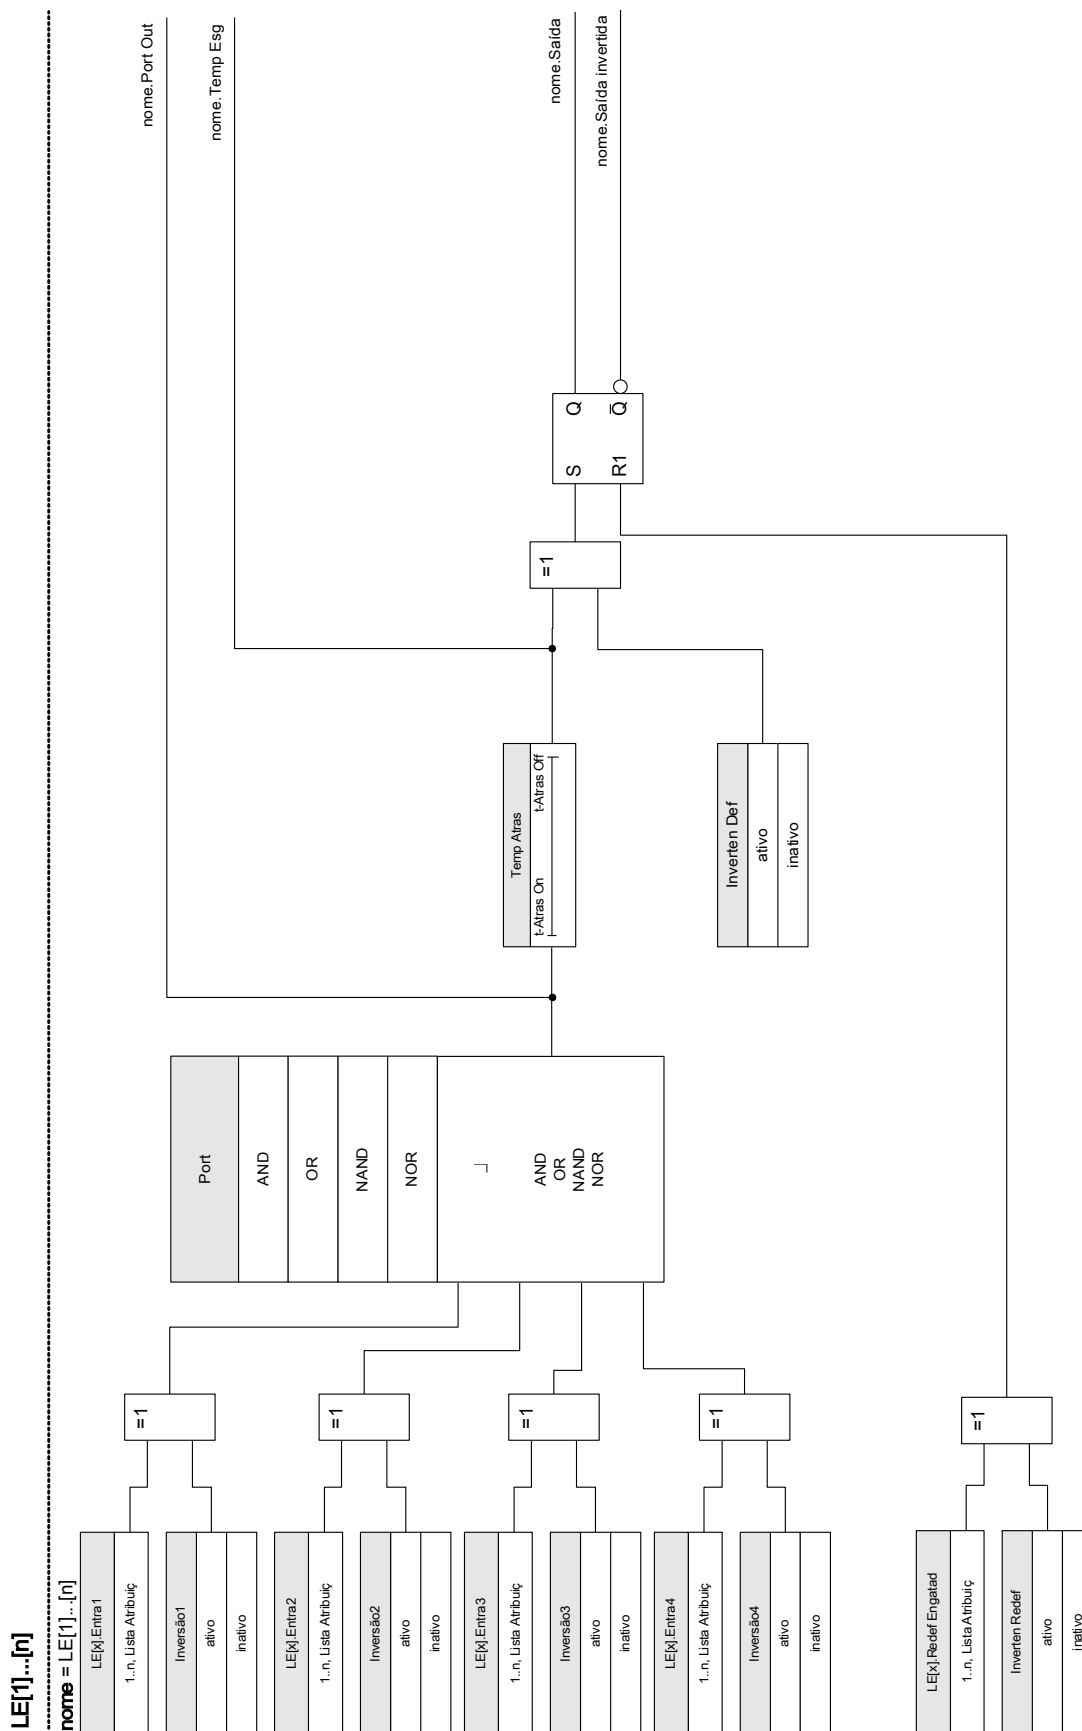 LE[1]...[n]
nome = LE[1]...[n]
LE[x].Entra1
1..n, Lista Atribuiç
Inversão1
ativo
inativo
=1
LE[x].Entra2
1..n, Lista Atribuiç
Inversão2
ativo
inativo
=1
LE[x].Entra3
1..n, Lista Atribuiç
Inversão3
ativo
inativo
=1
LE[x].Entra4
1..n, Lista Atribuiç
Inversão4
ativo
inativo
=1
LE[x].Redef Engatad
1..n, Lista Atribuiç
Inverten Redef
ativo
inativo
=1
Port
AND
OR
NAND
NOR
AND
OR
NAND
NOR
Temp Atras
t-Atras On
t-Atras Off
Inverten Def
ativo
inativo
=1
S
Q
R1
Q̅
nome.Port Out
nome.Temp Esg
nome.Saída
nome.Saída invertida